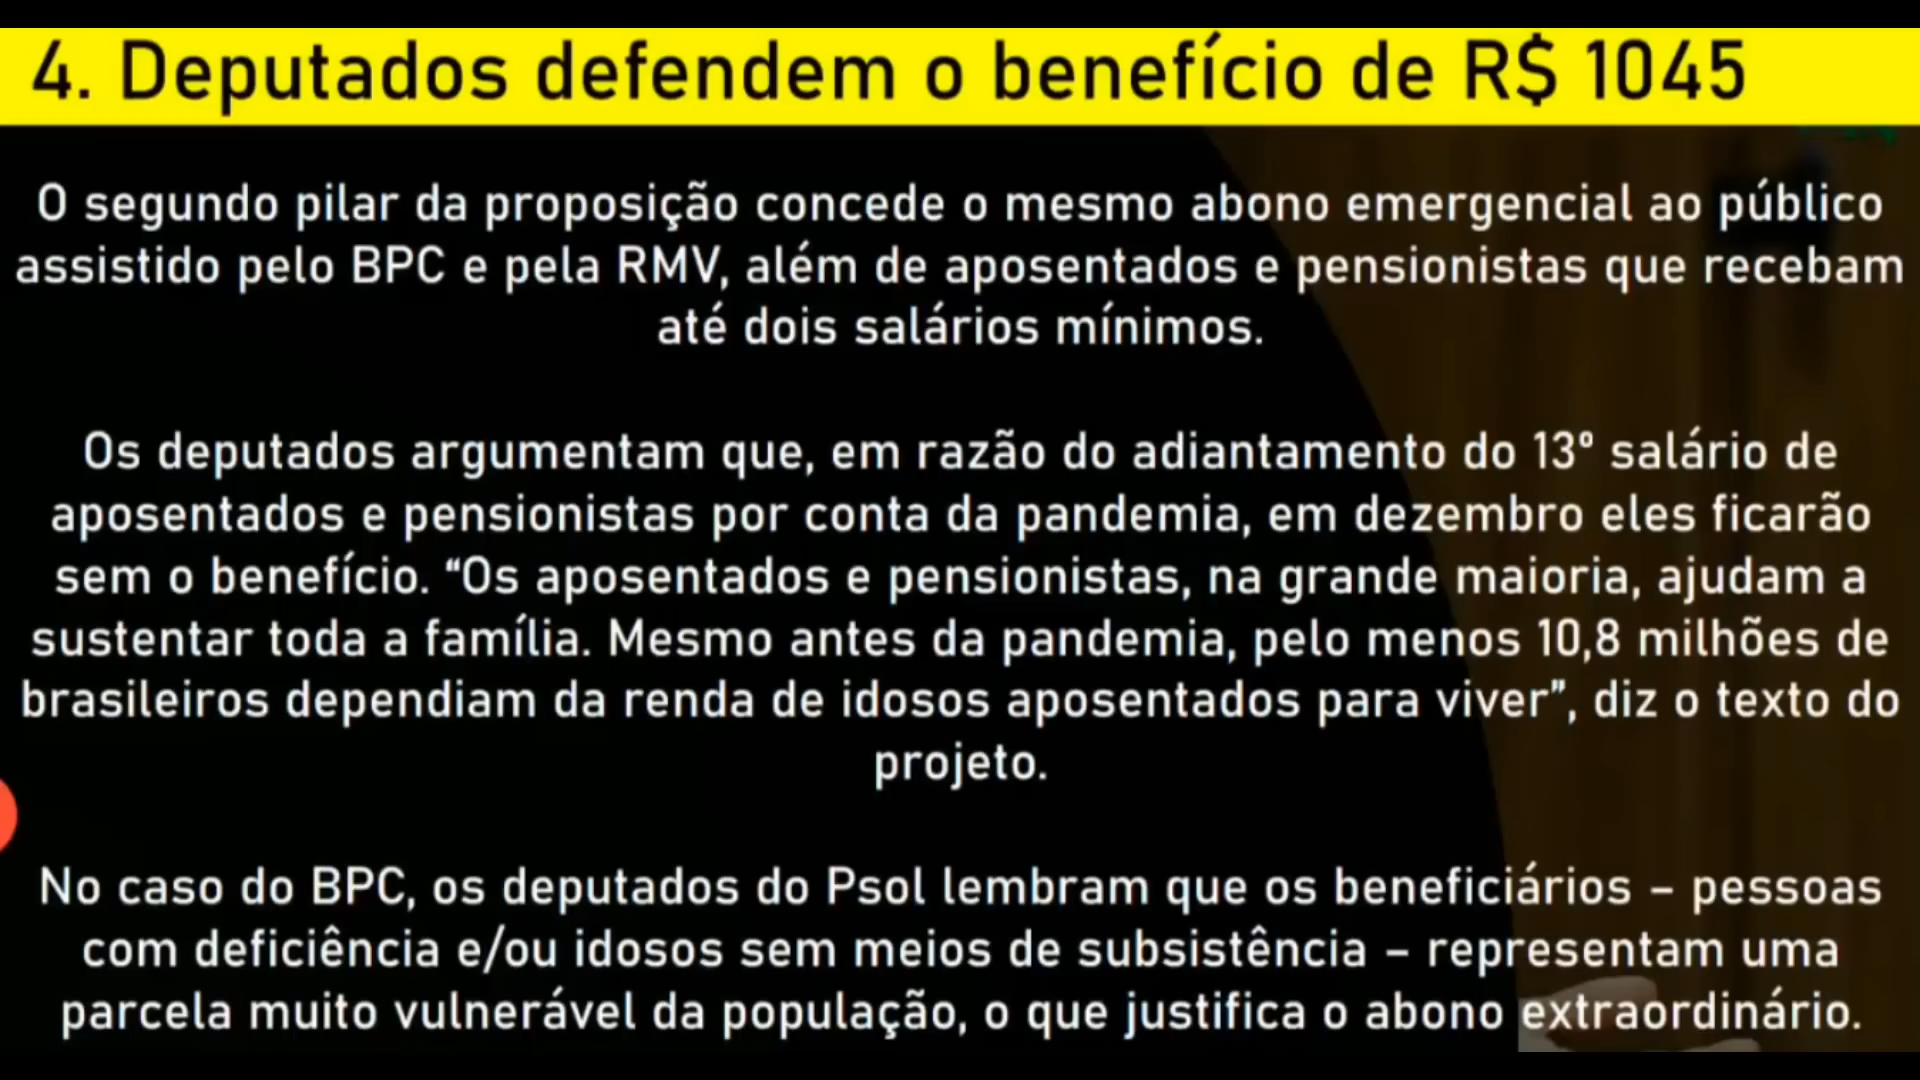 4. Deputados defendem o benefício de R$ 1045
O segundo pilar da proposição concede o mesmo abono emergencial ao público
assistido pelo BPC e pela RMV, além de aposentados e pensionistas que recebam
até dois salários mínimos.
Os deputados argumentam que, em razão do adiantamento do 13º salário de
aposentados e pensionistas por conta da pandemia, em dezembro eles ficarão
sem o benefício. “Os aposentados e pensionistas, na grande maioria, ajudam a
sustentar toda a família. Mesmo antes da pandemia, pelo menos 10,8 milhões de
brasileiros dependiam da renda de idosos aposentados para viver”, diz o texto do
projeto.
No caso do BPC, os deputados do Psol lembram que os beneficiários – pessoas
com deficiência e/ou idosos sem meios de subsistência – representam uma
parcela muito vulnerável da população, o que justifica o abono extraordinário.